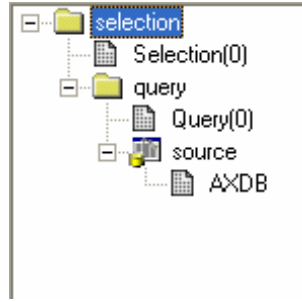 selection
Selection(0)
query
Query(0)
source
AXDB